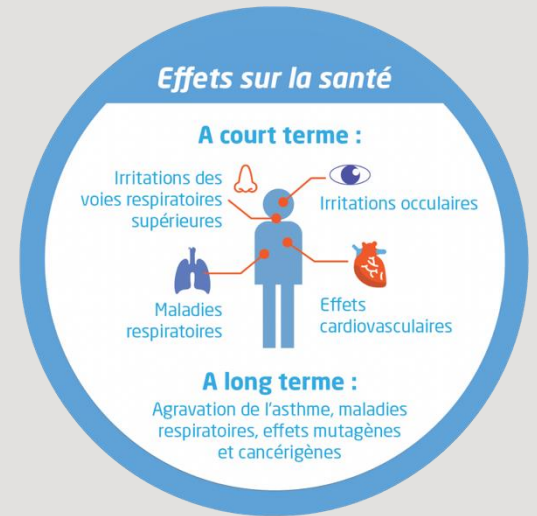 Effets sur la santé
A court terme :
Irritations des
voies respiratoires
supérieures
Irritations occulaires
Maladies
respiratoires
Effets
cardiovasculaires
A long terme :
Agravation de l'asthme, maladies
respiratoires, effets mutagènes
et cancérigènes